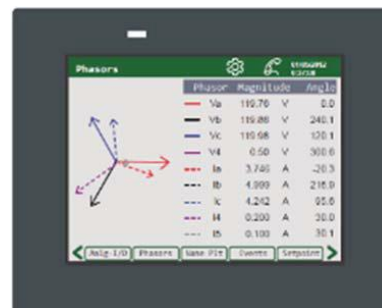 Phasors
Phasor Magnitude Angle
Va 119.76 V 0.0
Vb 119.86 V 240.1
Vc 119.98 V 120.1
V4 0.50 V 300.6
Ia 3.746 A -20.3
Ib 4.999 A 216.9
Ic 4.242 A 95.6
I4 0.200 A 30.0
I5 0.100 A 30.1
Anlg-I/O Phasors Name Plt Events Setpoint